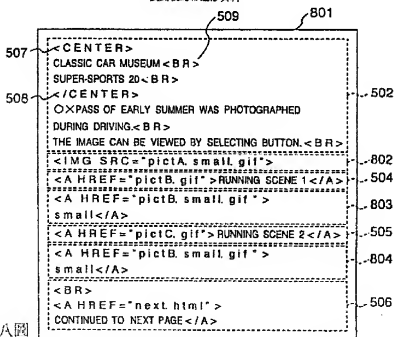 801
507
509
<CENTER>
CLASSIC CAR MUSEUM<BR>
SUPER-SPORTS 20<BR>
508
</CENTER>
502
○×PASS OF EARLY SUMMER WAS PHOTOGRAPHED
DURING DRIVING.<BR>
THE IMAGE CAN BE VIEWED BY SELECTING BUTTON.<BR>
<IMG SRC="pictA. small. gif">
802
<A HREF="pictB. gif">RUNNING SCENE 1</A>
504
<A HREF="pictB. small. gif">
803
small</A>
<A HREF="pictC. gif">RUNNING SCENE 2</A>
505
<A HREF="pictB. small. gif">
804
small</A>
<BR>
<A HREF="next. html">
506
CONTINUED TO NEXT PAGE</A>
八圖